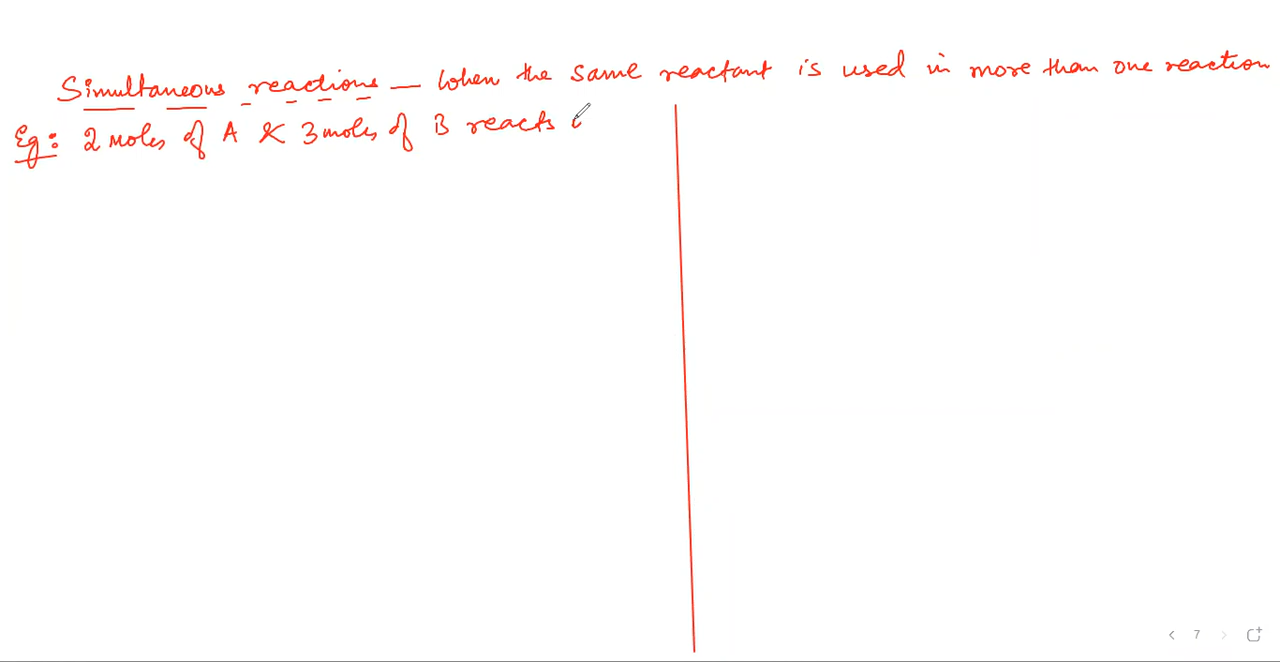 Simultaneous reactions — When the same reactant is used in more than one reaction
Eg: 2 moles of A & 3 moles of B reacts
7